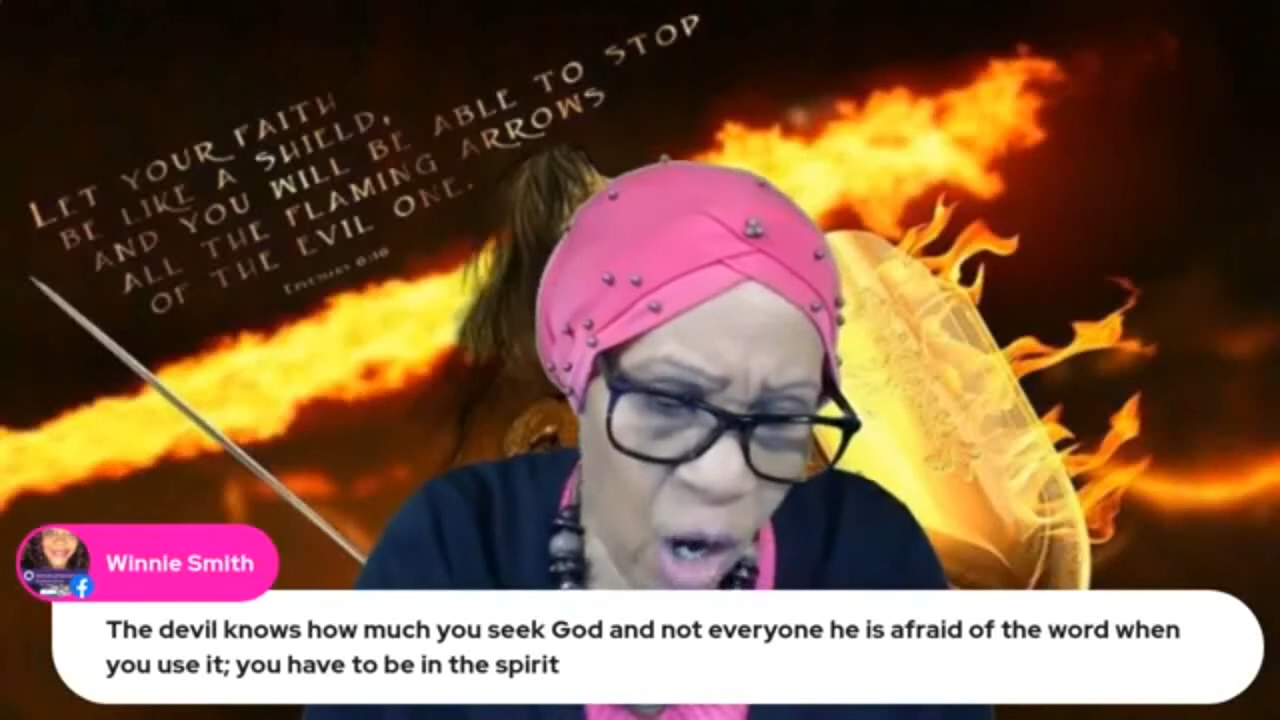 LET YOUR FAITH
BE LIKE A SHIELD,
AND YOU WILL BE ABLE TO STOP
ALL THE FLAMING ARROWS
OF THE EVIL ONE.
Winnie Smith
The devil knows how much you seek God and not everyone he is afraid of the word when
you use it; you have to be in the spirit